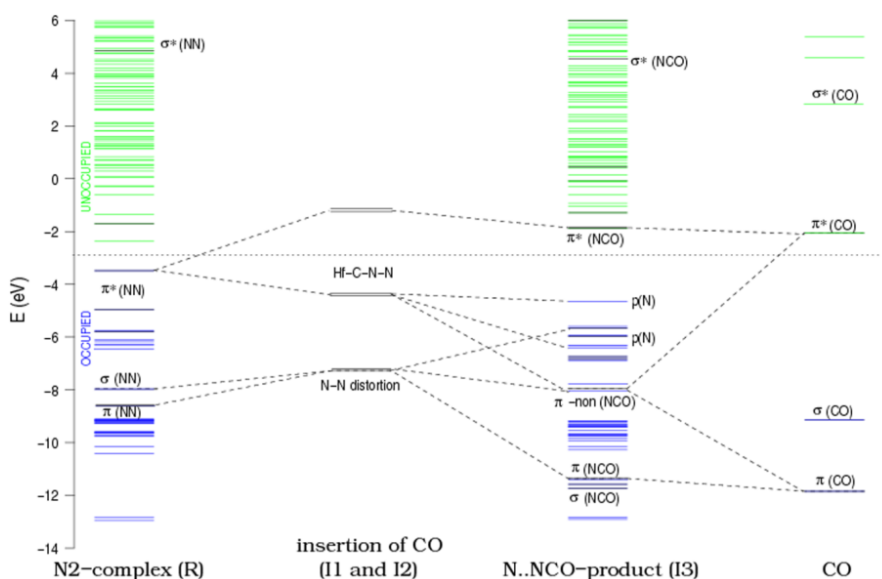 6
4
2
0
−2
−4
−6
−8
−10
−12
−14
E (eV)
UNOCCUPIED
OCCUPIED
σ* (NN)
π* (NN)
σ (NN)
π (NN)
Hf−C−N−N
N−N distortion
σ* (NCO)
π* (NCO)
p(N)
p(N)
π −non (NCO)
π (NCO)
σ (NCO)
σ* (CO)
π* (CO)
σ (CO)
π (CO)
N2−complex (R)
insertion of CO
(I1 and I2)
N..NCO−product (I3)
CO